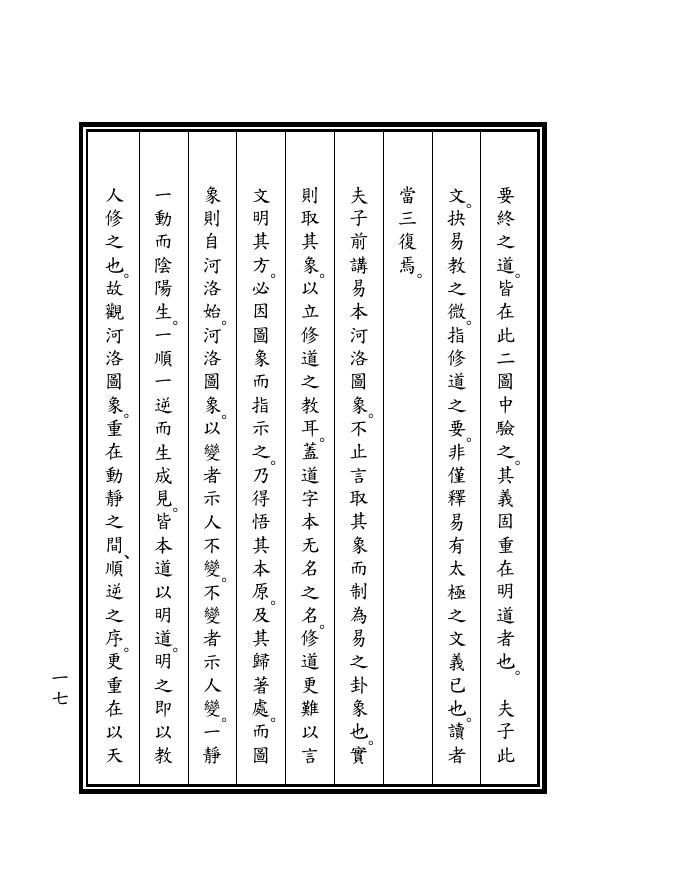 要終之道。皆在此二圖中驗之。其義固重在明道者也。　夫子此
文。抉易教之微。指修道之要。非僅釋易有太極之文義已也。讀者
當三復焉。
夫子前講易本河洛圖象。不止言取其象而制為易之卦象也。實
則取其象。以立修道之教耳。蓋道字本无名之名。修道更難以言
文明其方。必因圖象而指示之。乃得悟其本原。及其歸著處。而圖
象則自河洛始。河洛圖象。以變者示人不變。不變者示人變。一靜
一動而陰陽生。一順一逆而生成見。皆本道以明道。明之即以教
人修之也。故觀河洛圖象。重在動靜之間、順逆之序。更重在以天
一七